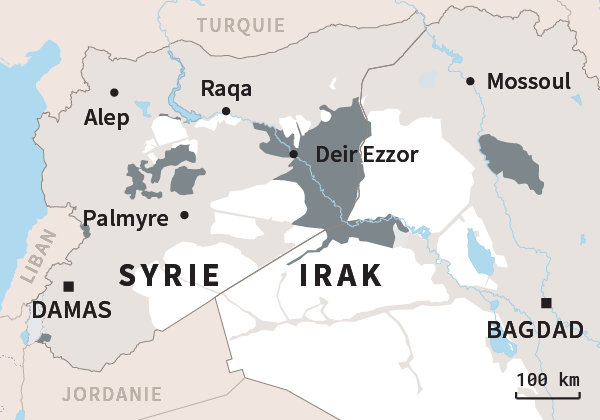 TURQUIE
Mossoul
Raqa
Alep
Deir Ezzor
Palmyre
LIBAN
SYRIE
IRAK
DAMAS
BAGDAD
100 km
JORDANIE